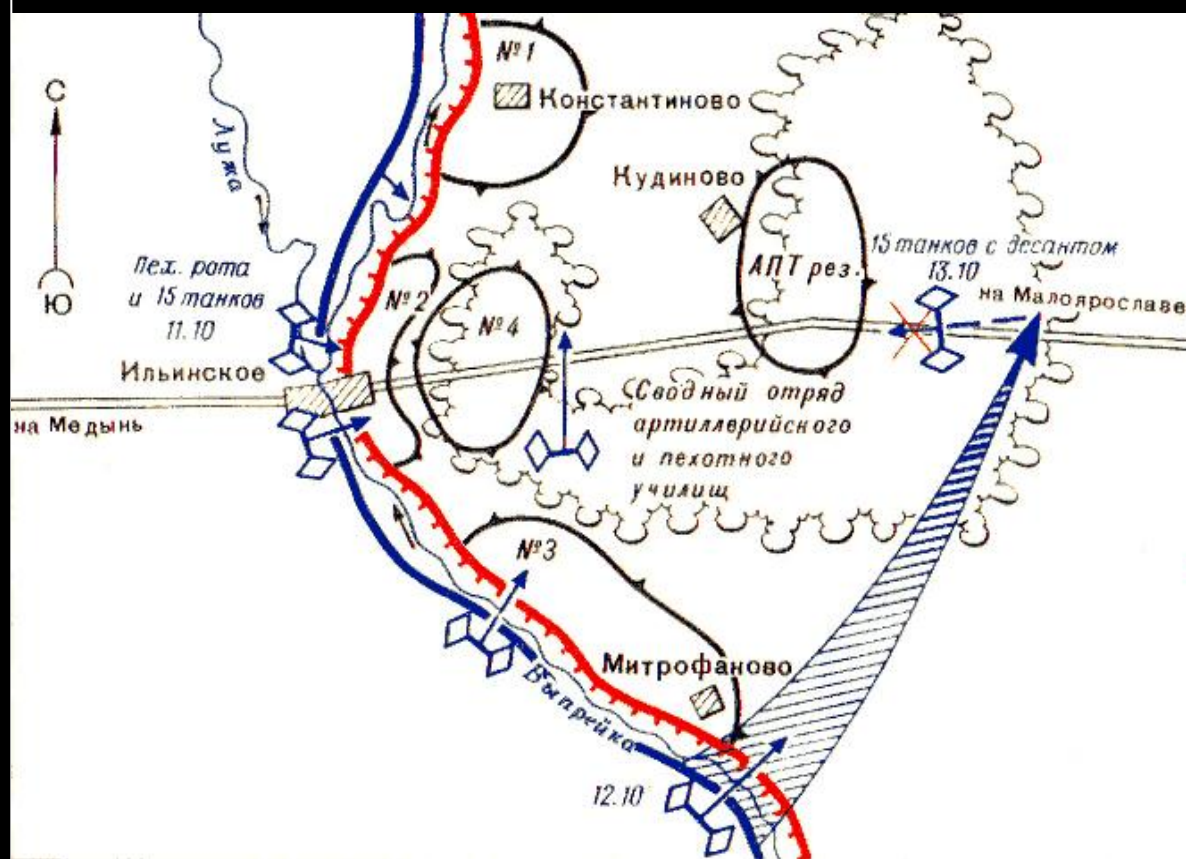 №1
Константиново
С
Лужа
Кудиново
Ю
Пех. рота
и 15 танков
11.10
№2
№4
АПТ рез.
15 танков с десантом
13.10
на Малоярославе
Ильинское
на Медынь
Сводный отряд
артиллерийского
и пехотного
училищ
№3
Митрофаново
Выпрейка
12.10